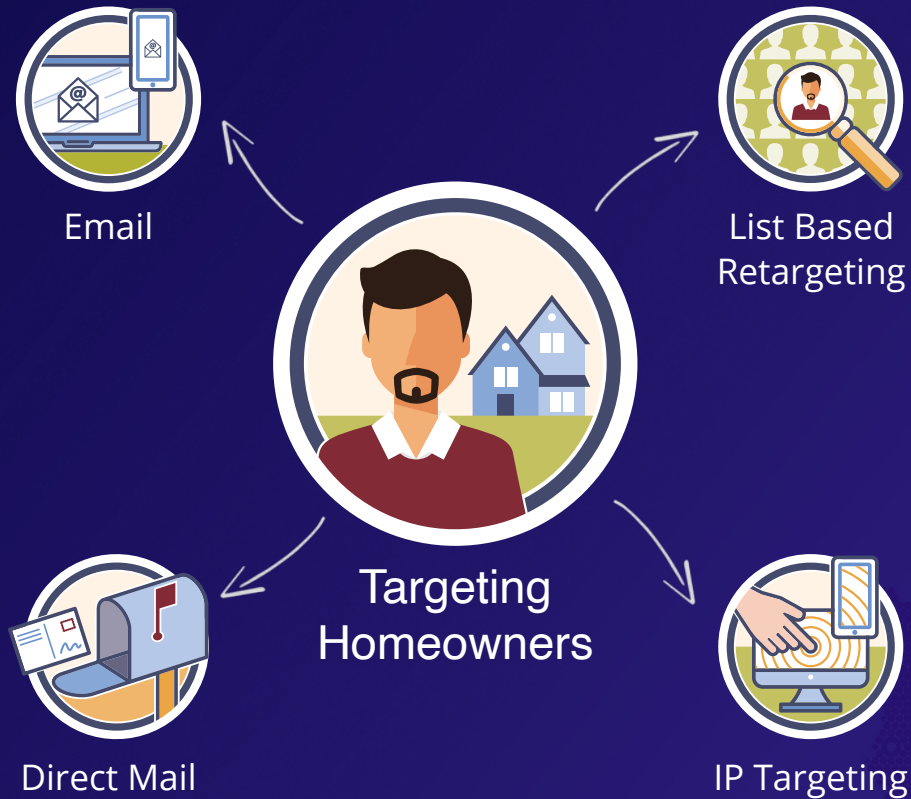 Email
List Based
Retargeting
Targeting
Homeowners
Direct Mail
IP Targeting